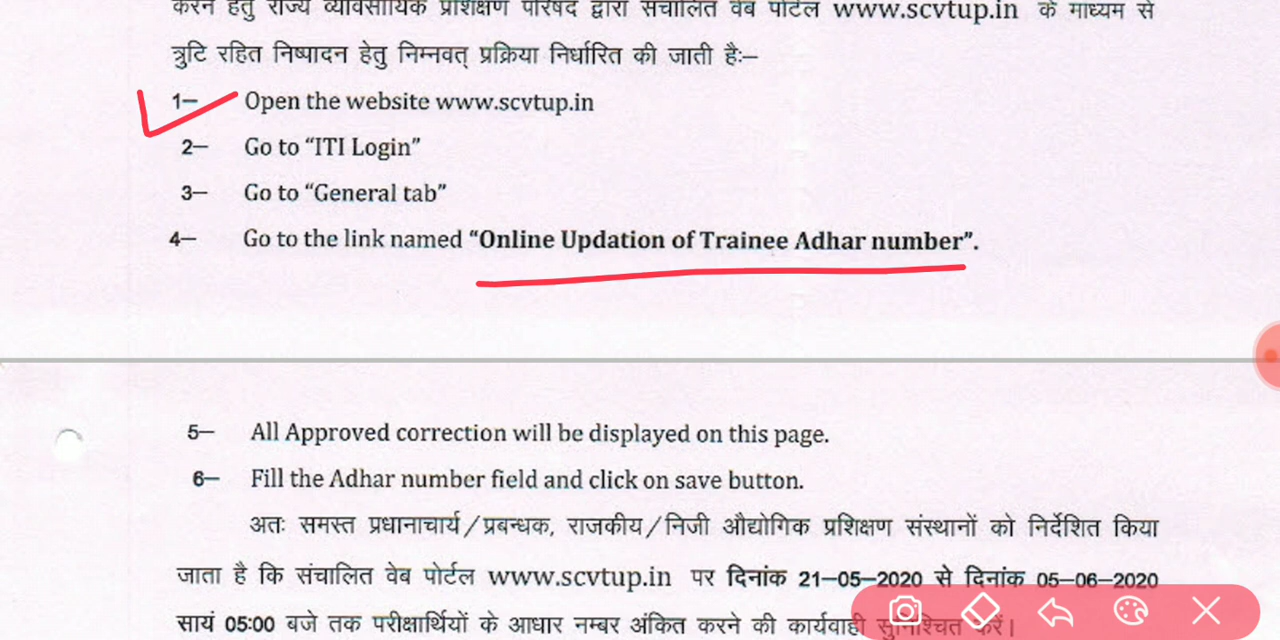 करने हेतु राज्य व्यावसायिक प्रशिक्षण परिषद द्वारा संचालित वेब पोर्टल www.scvtup.in के माध्यम से
त्रुटि रहित निष्पादन हेतु निम्नवत् प्रक्रिया निर्धारित की जाती हैः–
1– Open the website www.scvtup.in
2– Go to “ITI Login”
3– Go to “General tab”
4– Go to the link named “Online Updation of Trainee Adhar number”.
5– All Approved correction will be displayed on this page.
6– Fill the Adhar number field and click on save button.
अतः समस्त प्रधानाचार्य/प्रबन्धक, राजकीय/निजी औद्योगिक प्रशिक्षण संस्थानों को निर्देशित किया
जाता है कि संचालित वेब पोर्टल www.scvtup.in पर दिनांक 21–05–2020 से दिनांक 05–06–2020
सायं 05:00 बजे तक परीक्षार्थियों के आधार नम्बर अंकित करने की कार्यवाही सुनिश्चित करें।